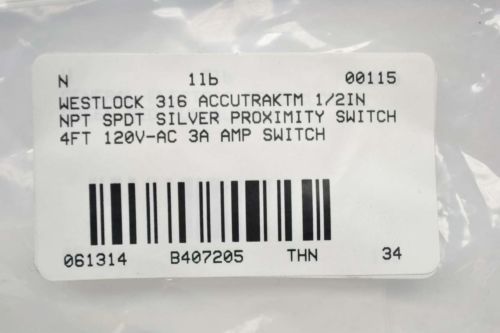 N 1lb 00115
WESTLOCK 316 ACCUTRAKTM 1/2IN
NPT SPDT SILVER PROXIMITY SWITCH
4FT 120V-AC 3A AMP SWITCH
061314 B407205 THN 34